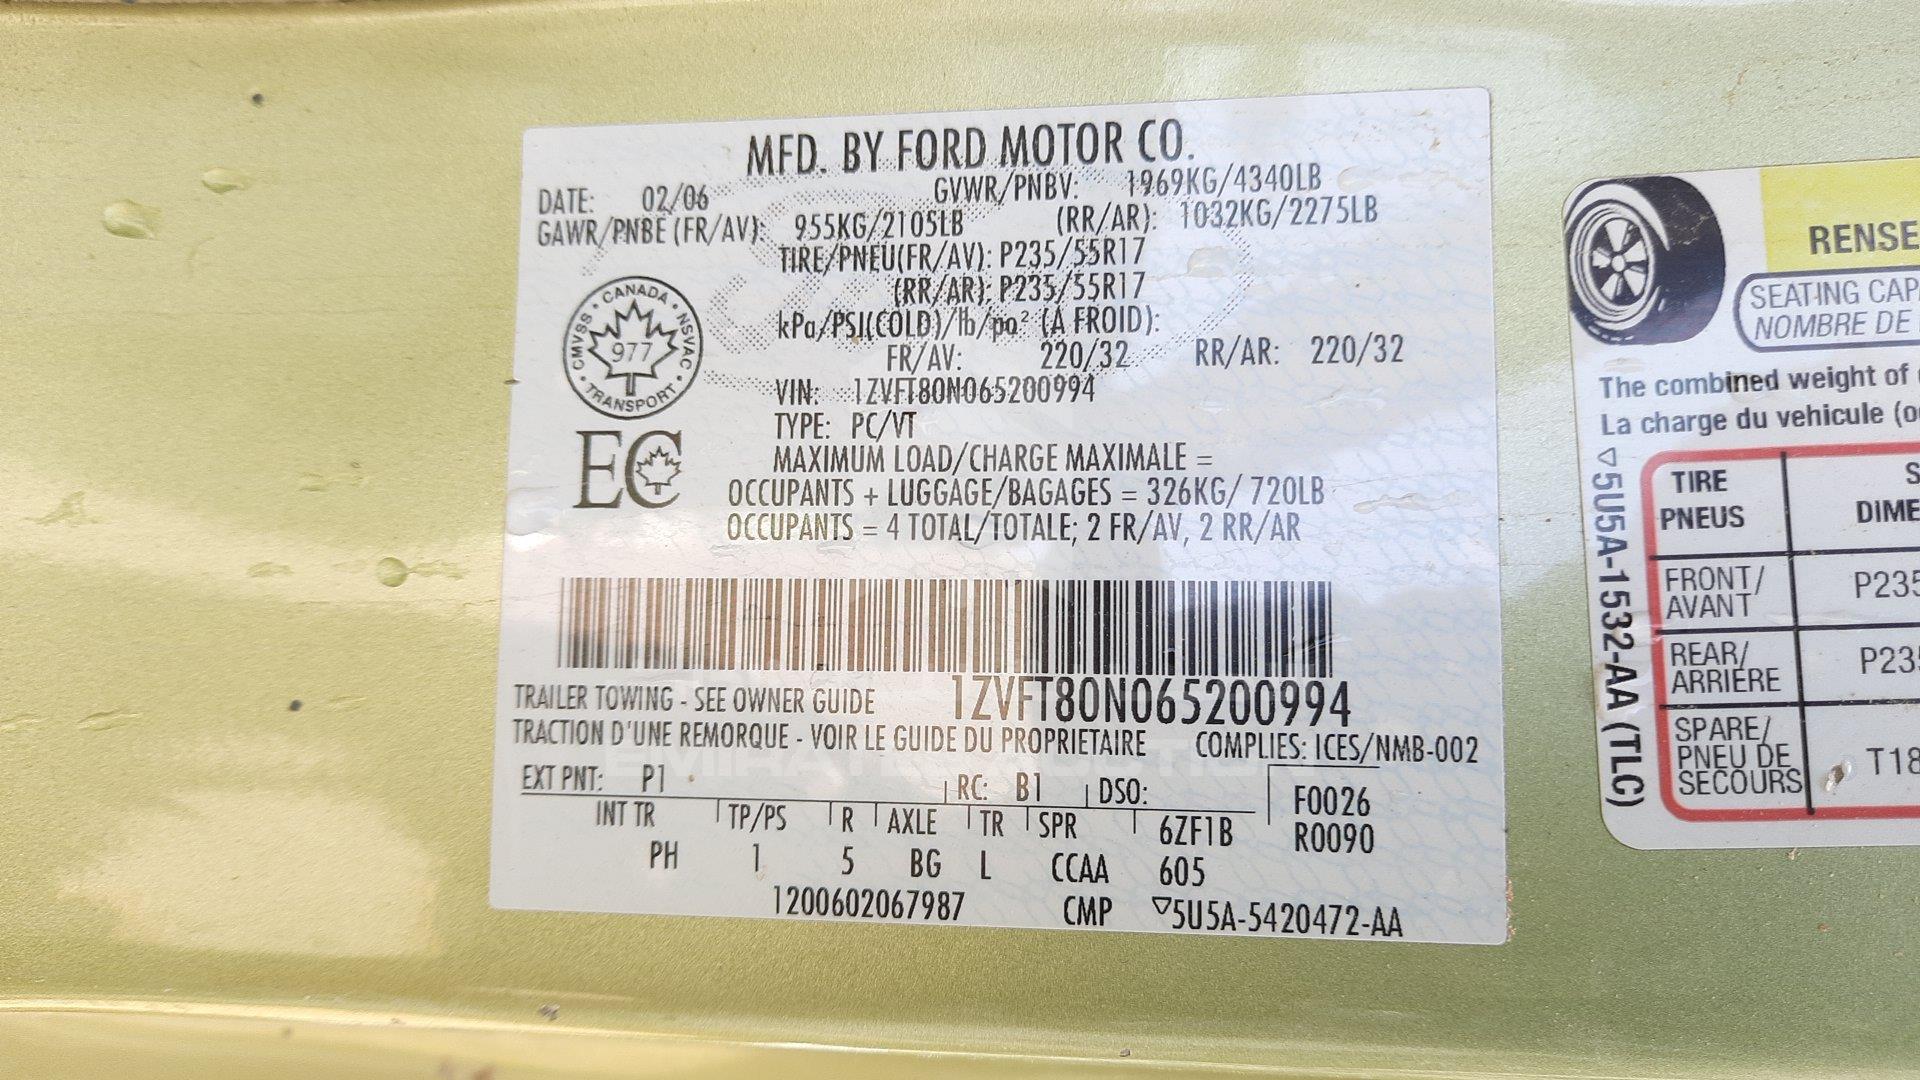 MFD. BY FORD MOTOR CO.
DATE: 02/06 GVWR/PNBV: 1969KG/4340LB
GAWR/PNBE (FR/AV): 955KG/2105LB (RR/AR): 1032KG/2275LB
TIRE/PNEU(FR/AV): P235/55R17
(RR/AR): P235/55R17
kPa/PSI(COLD)/lb/po² (A FROID):
FR/AV: 220/32 RR/AR: 220/32
VIN: 1ZVFT80N065200994
TYPE: PC/VT
MAXIMUM LOAD/CHARGE MAXIMALE =
OCCUPANTS + LUGGAGE/BAGAGES = 326KG/ 720LB
OCCUPANTS = 4 TOTAL/TOTALE; 2 FR/AV, 2 RR/AR
CANADA • NSVAC • TRANSPORT • CMVSS •
977
EC
TRAILER TOWING - SEE OWNER GUIDE 1ZVFT80N065200994
TRACTION D'UNE REMORQUE - VOIR LE GUIDE DU PROPRIETAIRE COMPLIES: ICES/NMB-002
EXT PNT: P1 RC: B1 DSO: F0026
INT TR TP/PS R AXLE TR SPR 6ZF1B R0090
PH 1 5 BG L CCAA 605
1200602067987 CMP ▽5U5A-5420472-AA
EMIRATES AUCTION
RENSE
SEATING CAP
NOMBRE DE
The combined weight of
La charge du vehicule (o
▽5U5A-1532-AA (TLC)
TIRE
PNEUS
S
DIME
FRONT/
AVANT
P235
REAR/
ARRIERE
P235
SPARE/
PNEU DE
SECOURS
T18